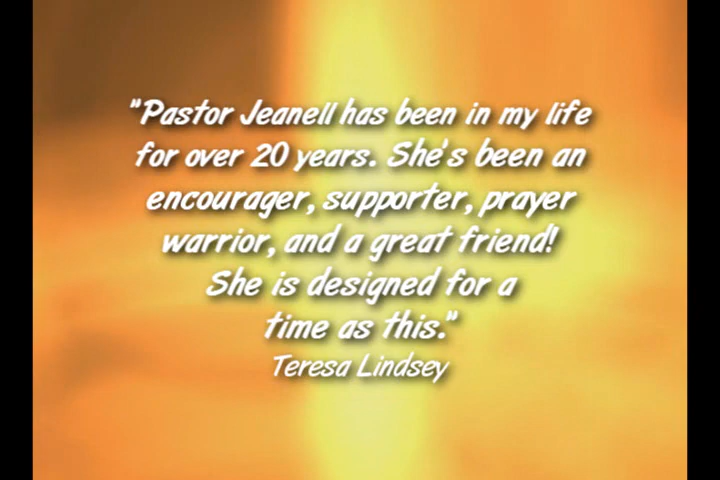 "Pastor Jeanell has been in my life
for over 20 years. She's been an
encourager, supporter, prayer
warrior, and a great friend!
She is designed for a
time as this."
Teresa Lindsey